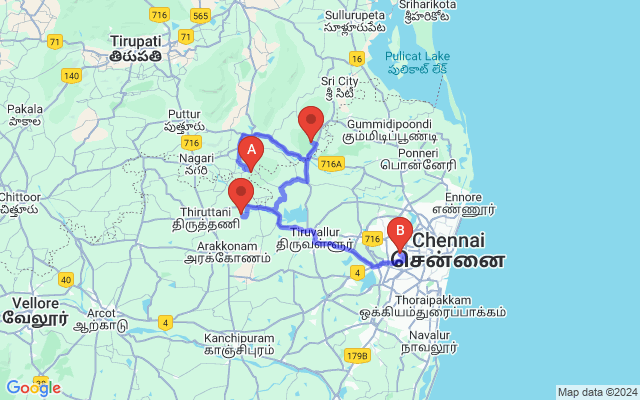 Sullurupeta
సూళ్లూరుపేట
Sriharikota
శ్రీహరికోట
716
565
71
Tirupati
తిరుపతి
71
16
Pulicat Lake
புலிகாட் லேக்
140
Sri City
శ్రీ సిటీ
Pakala
పాకాల
Puttur
పుత్తూరు
Gummidipoondi
கும்மிடிப்பூண்டி
716
Nagari
నగరి
A
716A
Ponneri
பொன்னேரி
Chittoor
చిత్తూరు
Thiruttani
திருத்தணி
Ennore
எண்ணூர்
Tiruvallur
திருவள்ளூர்
716
B
Chennai
சென்னை
Arakkonam
அரக்கோணம்
40
4
Vellore
வேலூர்
Arcot
ஆற்காடு
4
Thoraipakkam
ஒக்கியம்துரைப்பாக்கம்
Kanchipuram
காஞ்சிபுரம்
Navalur
நாவலூர்
179B
38
Google
Map data ©2024